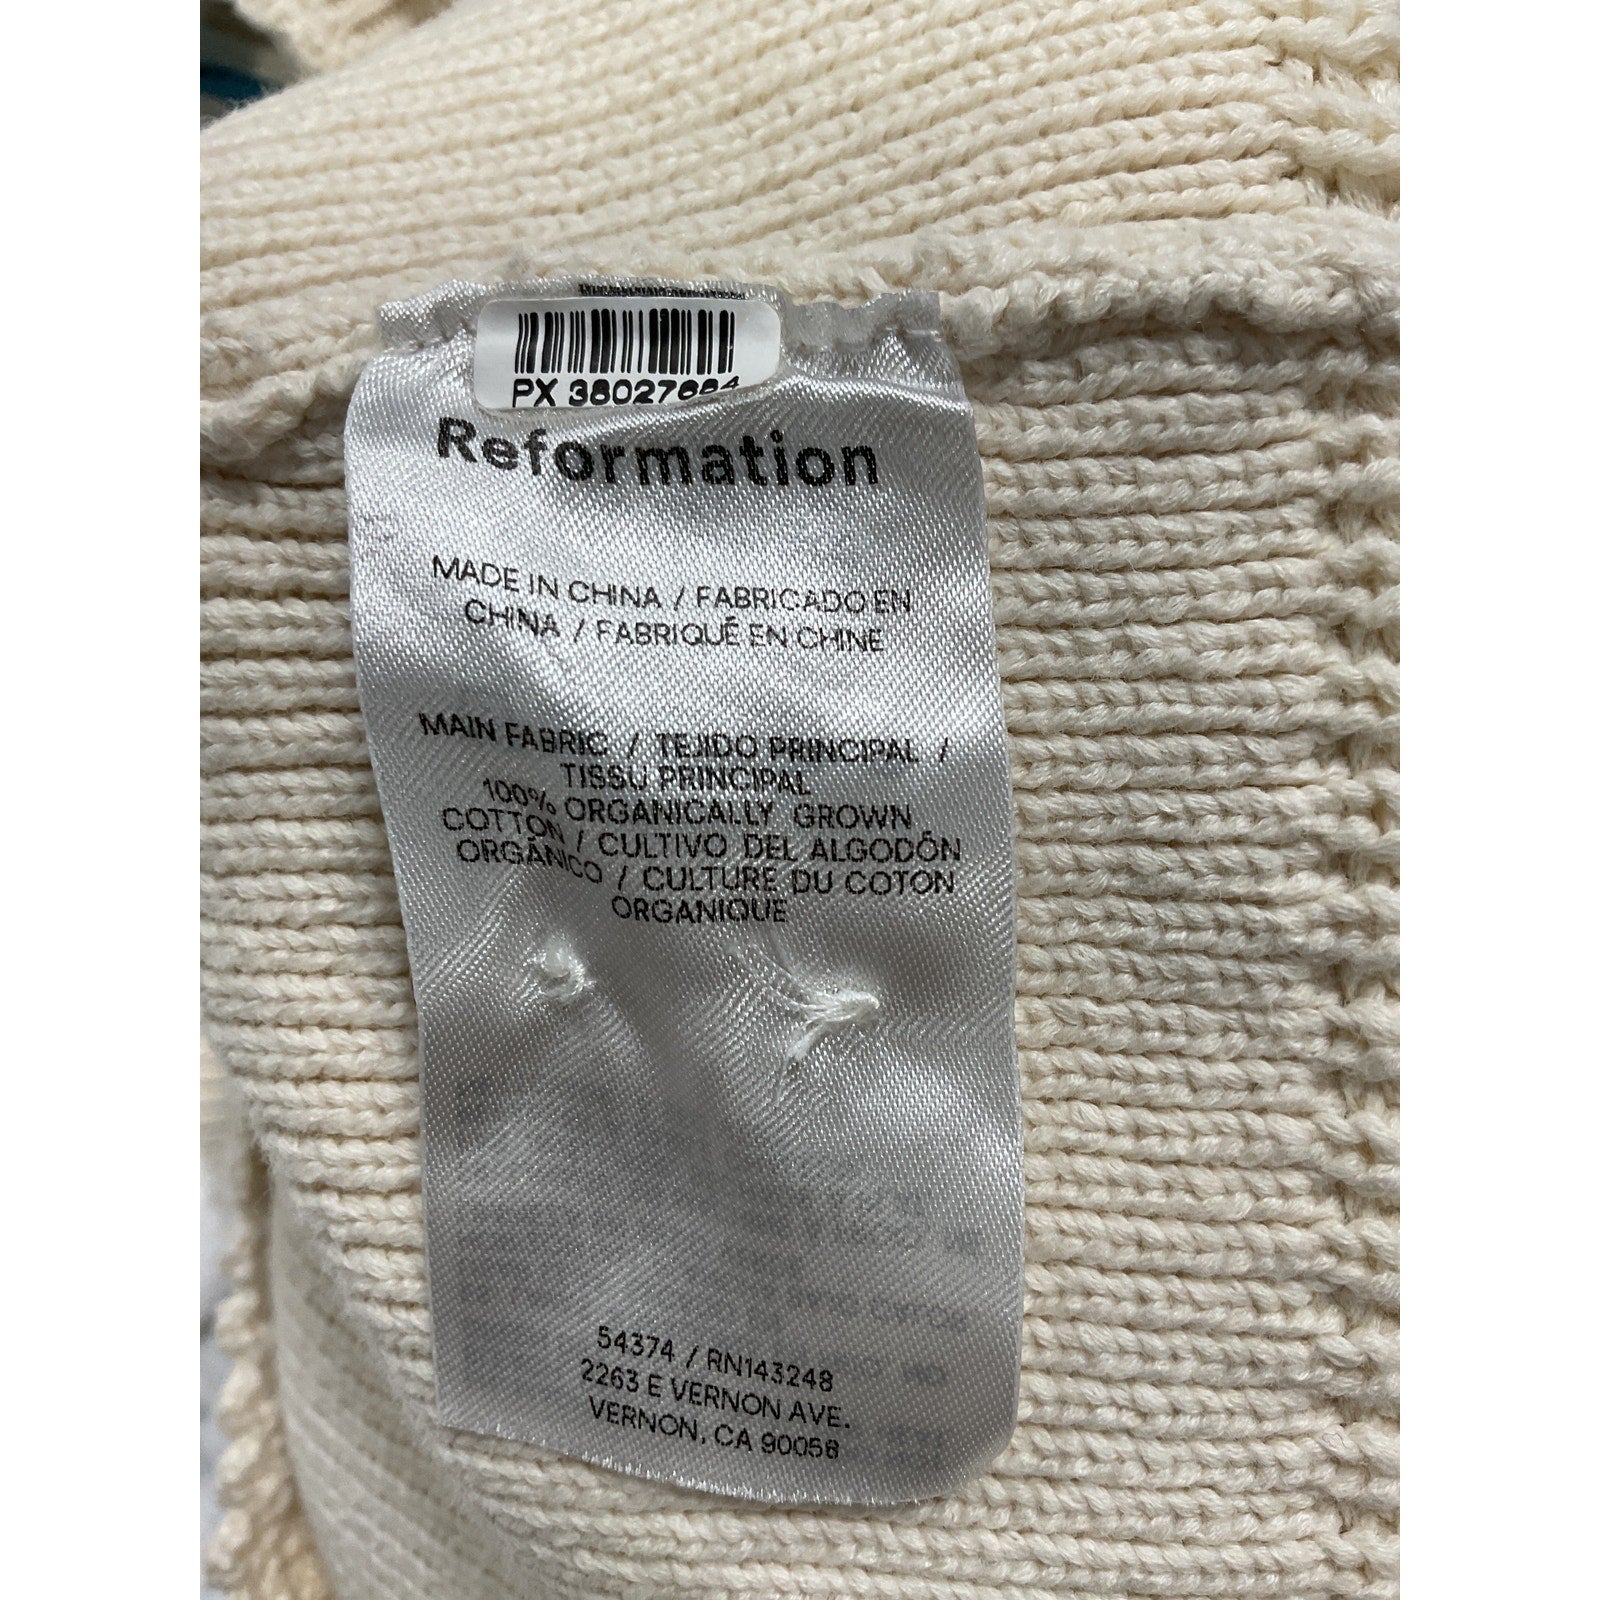 PX 38027684
Reformation
MADE IN CHINA / FABRICADO EN
CHINA / FABRIQUÉ EN CHINE
MAIN FABRIC / TEJIDO PRINCIPAL /
TISSU PRINCIPAL
100% ORGANICALLY GROWN
COTTON / CULTIVO DEL ALGODÓN
ORGÁNICO / CULTURE DU COTON
ORGANIQUE
54374 / RN143248
2263 E VERNON AVE.
VERNON, CA 90058